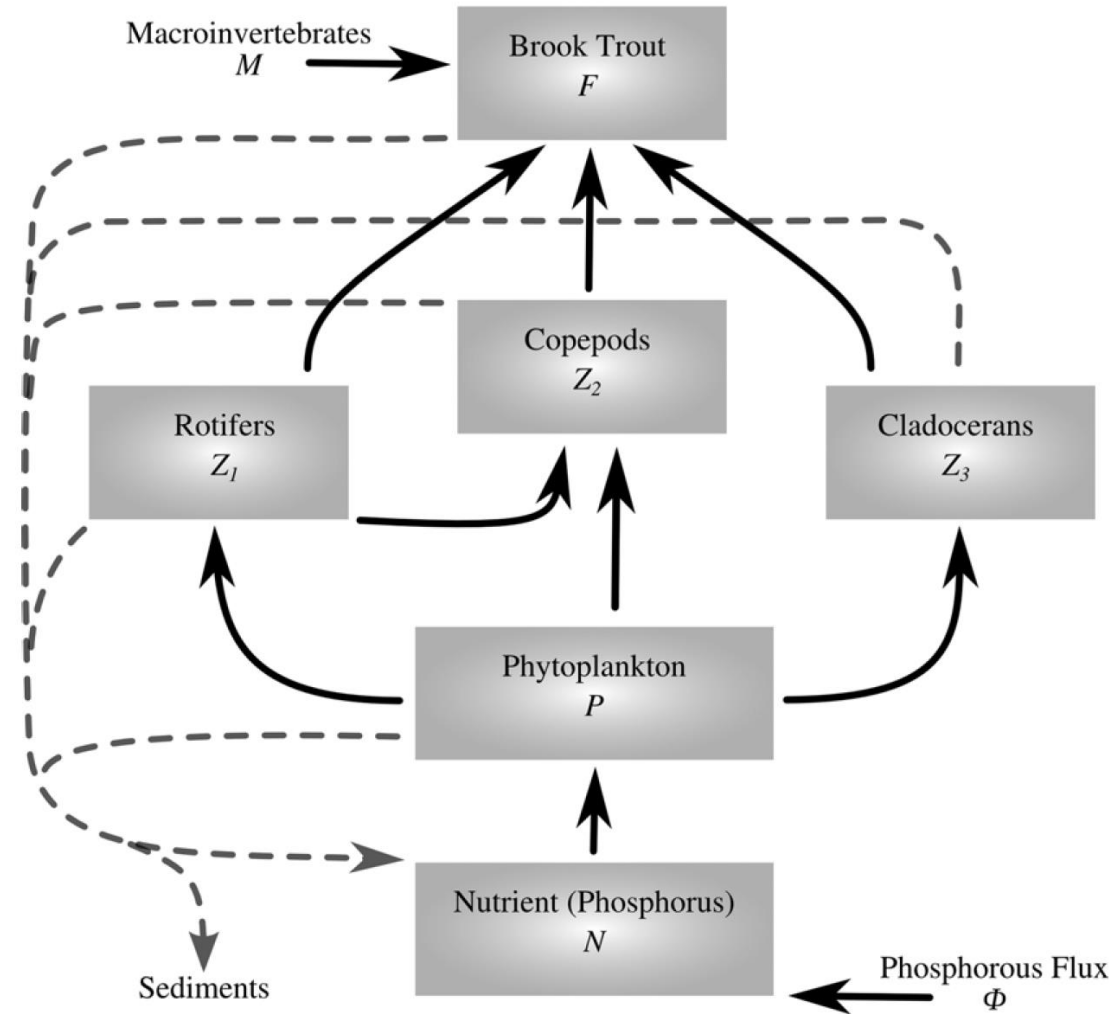 Macroinvertebrates
M
Brook Trout
F
Copepods
Z2
Rotifers
Z1
Cladocerans
Z3
Phytoplankton
P
Nutrient (Phosphorus)
N
Phosphorous Flux
Φ
Sediments